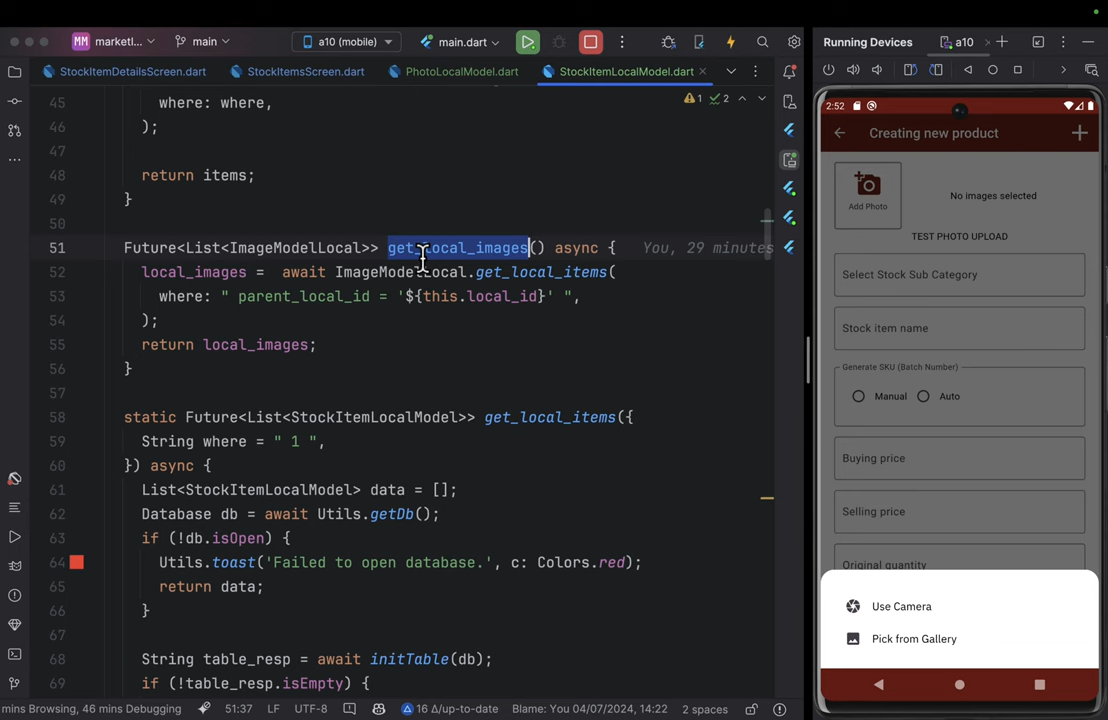 MM marketl... main a10 (mobile) main.dart Running Devices a10
StockItemDetailsScreen.dart StockItemsScreen.dart PhotoLocalModel.dart StockItemLocalModel.dart
1 2
45 where: where,
46 );
47
48 return items;
49 }
50
51 Future<List<ImageModelLocal>> get_local_images() async { You, 29 minutes
52 local_images = await ImageModelLocal.get_local_items(
53 where: " parent_local_id = '${this.local_id}' ",
54 );
55 return local_images;
56 }
57
58 static Future<List<StockItemLocalModel>> get_local_items({
59 String where = " 1 ",
60 }) async {
61 List<StockItemLocalModel> data = [];
62 Database db = await Utils.getDb();
63 if (!db.isOpen) {
64 Utils.toast('Failed to open database.', c: Colors.red);
65 return data;
66 }
67
68 String table_resp = await initTable(db);
69 if (!table_resp.isEmpty) {
mins Browsing, 46 mins Debugging 51:37 LF UTF-8 16 Δ/up-to-date Blame: You 04/07/2024, 14:22 2 spaces
2:52
Creating new product
Add Photo
No images selected
TEST PHOTO UPLOAD
Select Stock Sub Category
Stock item name
Generate SKU (Batch Number)
Manual Auto
Buying price
Selling price
Original quantity
Use Camera
Pick from Gallery